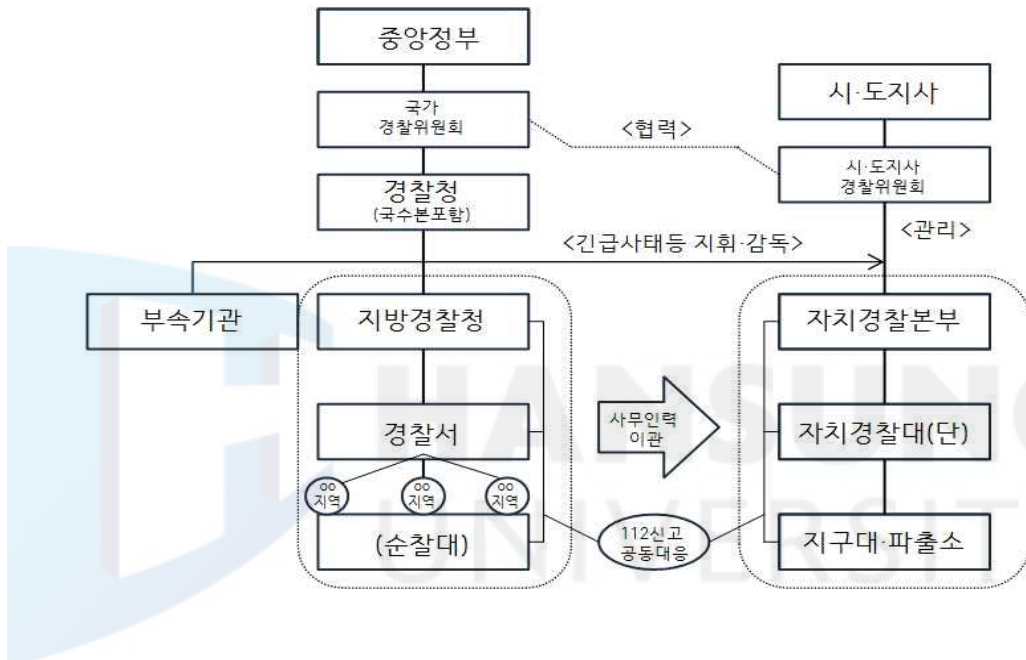 중앙정부
국가
경찰위원회
시·도지사
<협력>
시·도지사
경찰위원회
경찰청
(국수본포함)
<관리>
<긴급사태등 지휘·감독>
부속기관
지방경찰청
자치경찰본부
경찰서
사무인력
이관
자치경찰대(단)
OO
지역
OO
지역
OO
지역
(순찰대)
112신고
공동대응
지구대·파출소
HANSUNG
UNIVERSIT